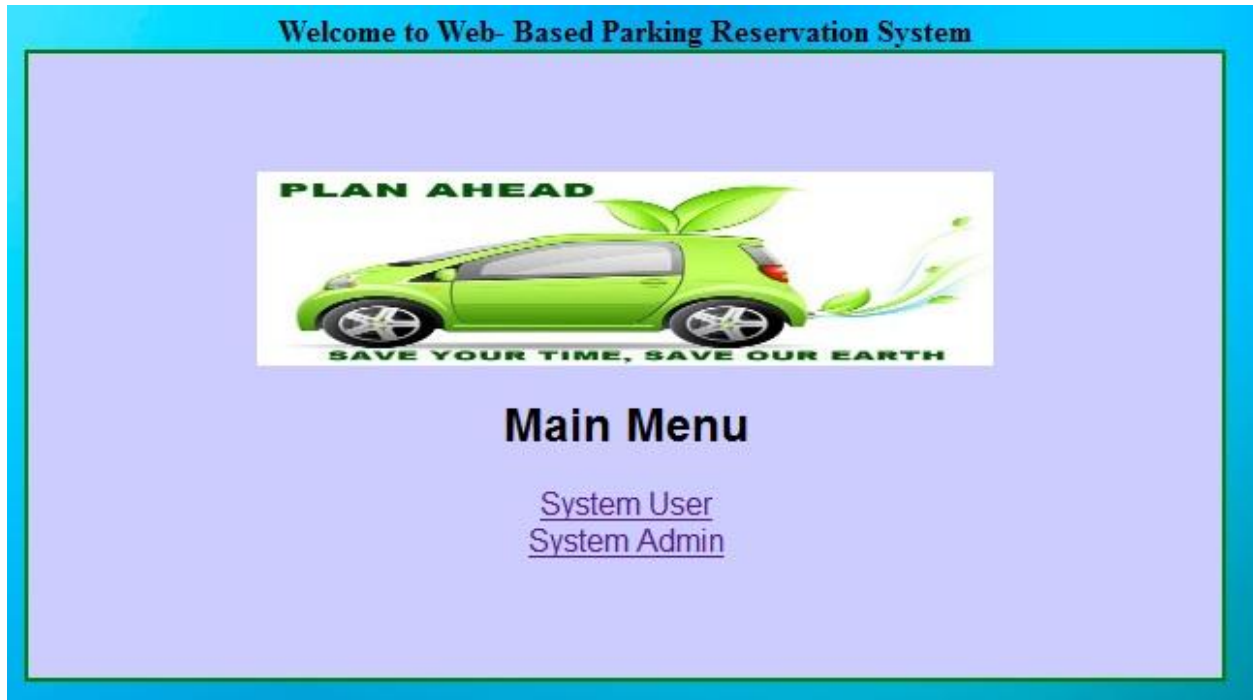 Welcome to Web- Based Parking Reservation System
PLAN AHEAD
SAVE YOUR TIME, SAVE OUR EARTH
Main Menu
System User
System Admin